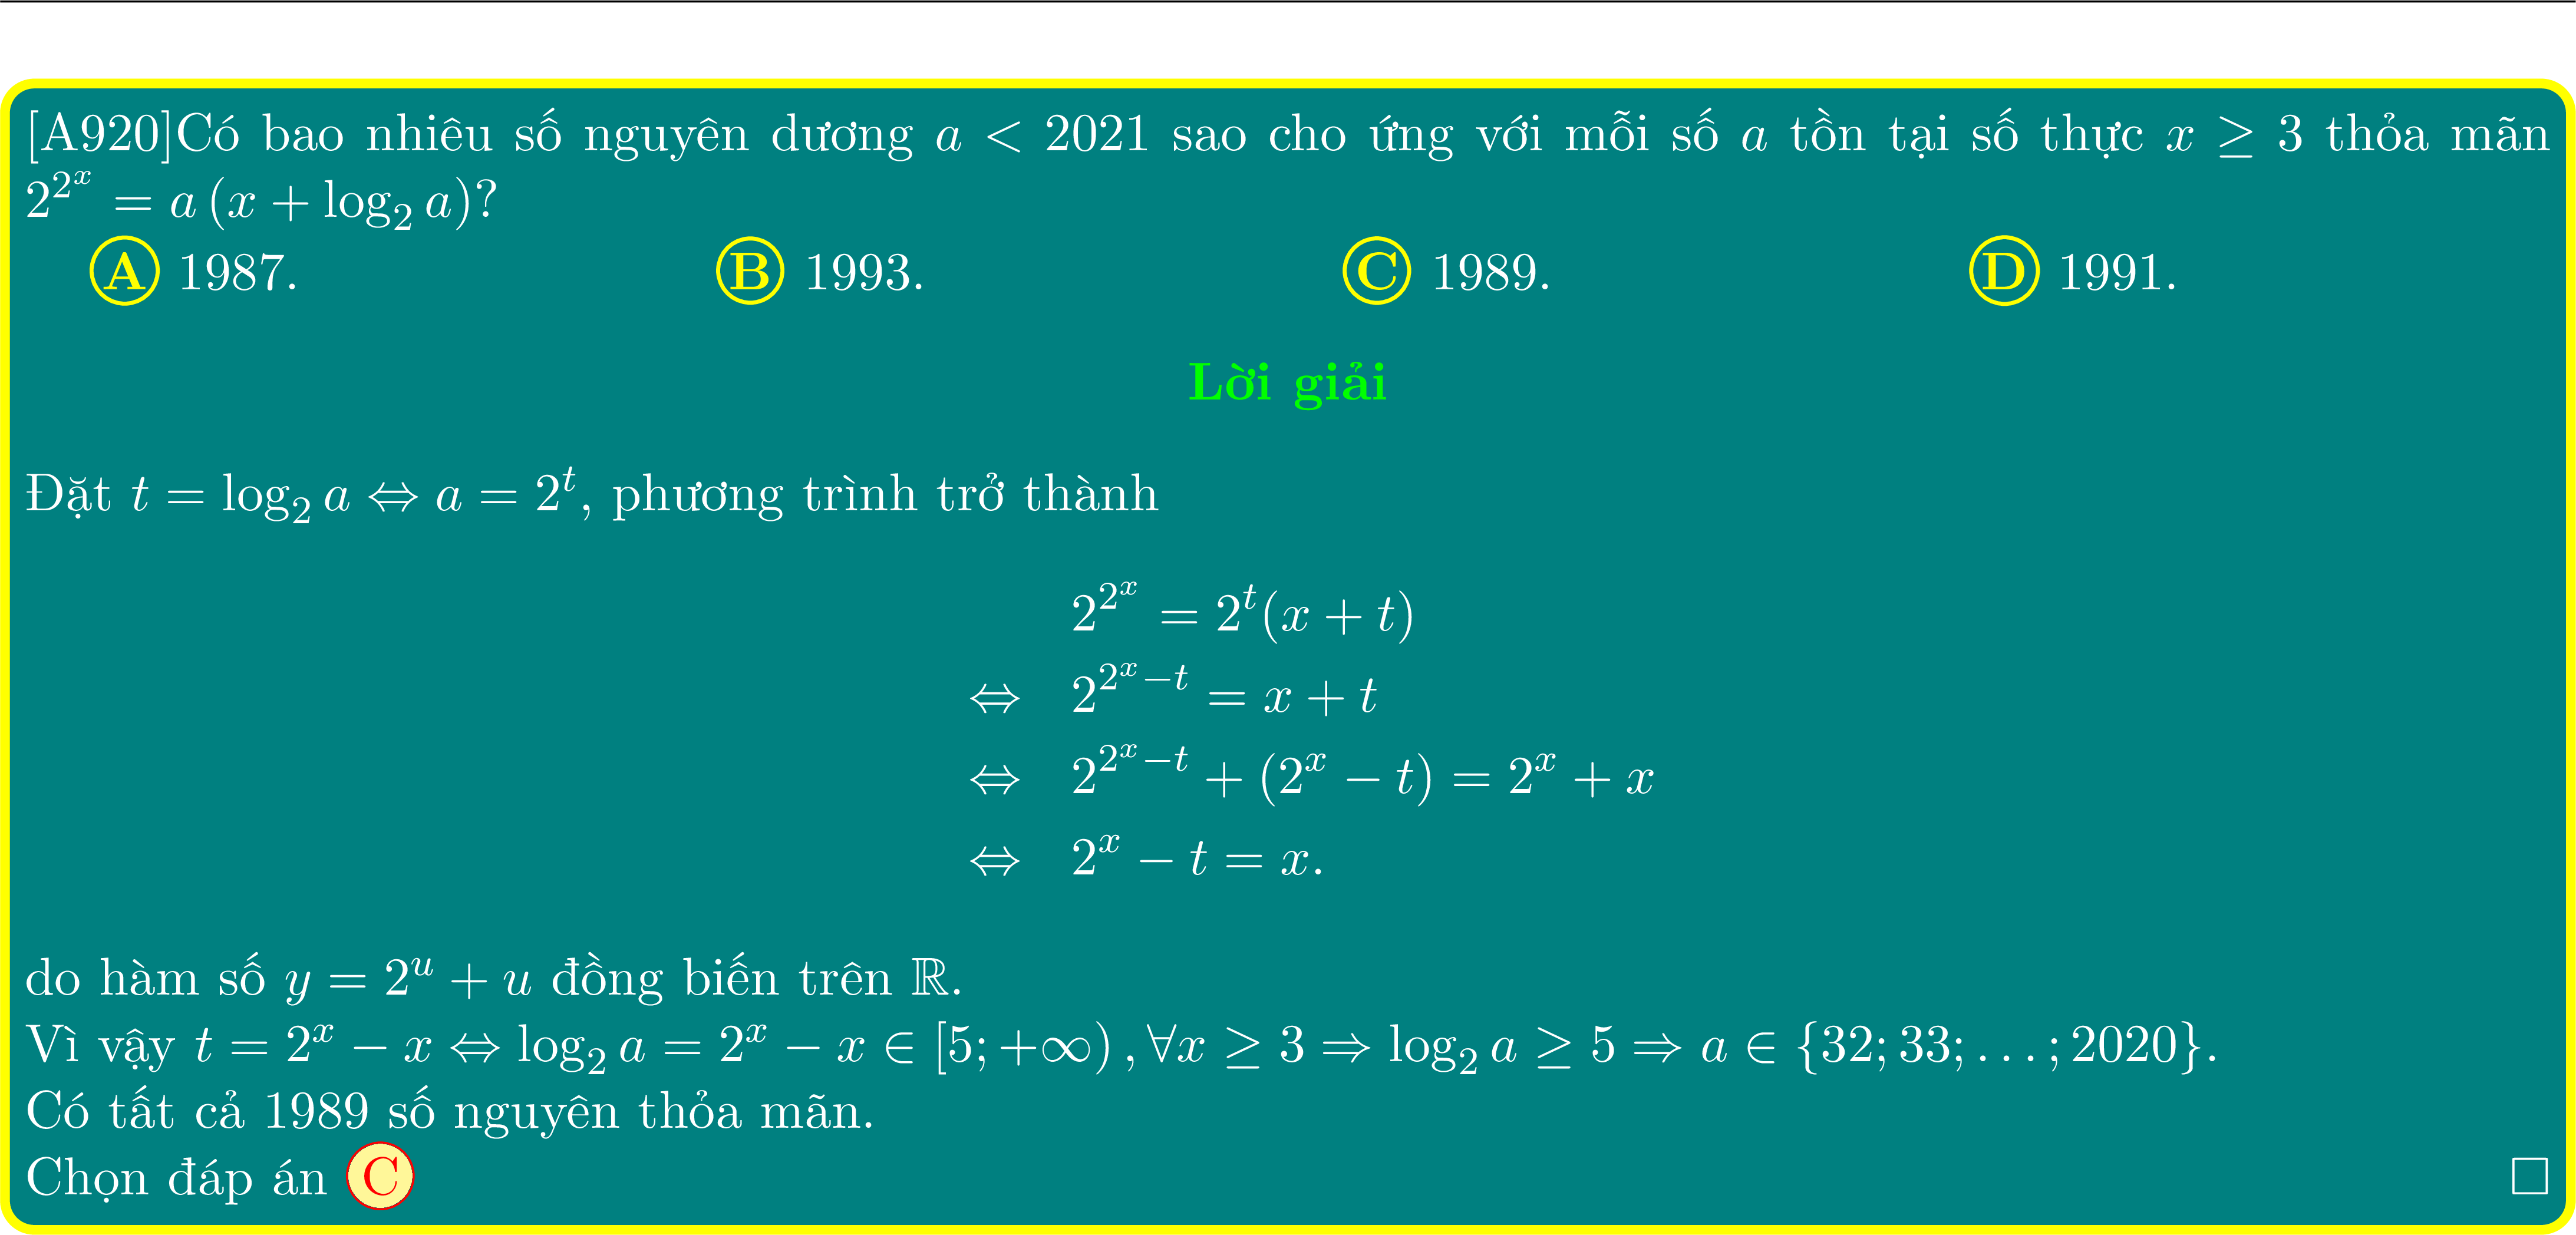 [A920]Có bao nhiêu số nguyên dương $a < 2021$ sao cho ứng với mỗi số $a$ tồn tại số thực $x \geq 3$ thỏa mãn
$2^{2^x} = a\,(x + \log_2 a)$?
Ⓐ 1987. Ⓑ 1993. Ⓒ 1989. Ⓓ 1991.
Lời giải
Đặt $t = \log_2 a \Leftrightarrow a = 2^t$, phương trình trở thành
$2^{2^x} = 2^t(x + t)$
$\Leftrightarrow 2^{2^x - t} = x + t$
$\Leftrightarrow 2^{2^x - t} + (2^x - t) = 2^x + x$
$\Leftrightarrow 2^x - t = x.$
do hàm số $y = 2^u + u$ đồng biến trên $\mathbb{R}$.
Vì vậy $t = 2^x - x \Leftrightarrow \log_2 a = 2^x - x \in [5; +\infty), \forall x \geq 3 \Rightarrow \log_2 a \geq 5 \Rightarrow a \in \{32; 33; \ldots; 2020\}$.
Có tất cả 1989 số nguyên thỏa mãn.
Chọn đáp án Ⓒ □